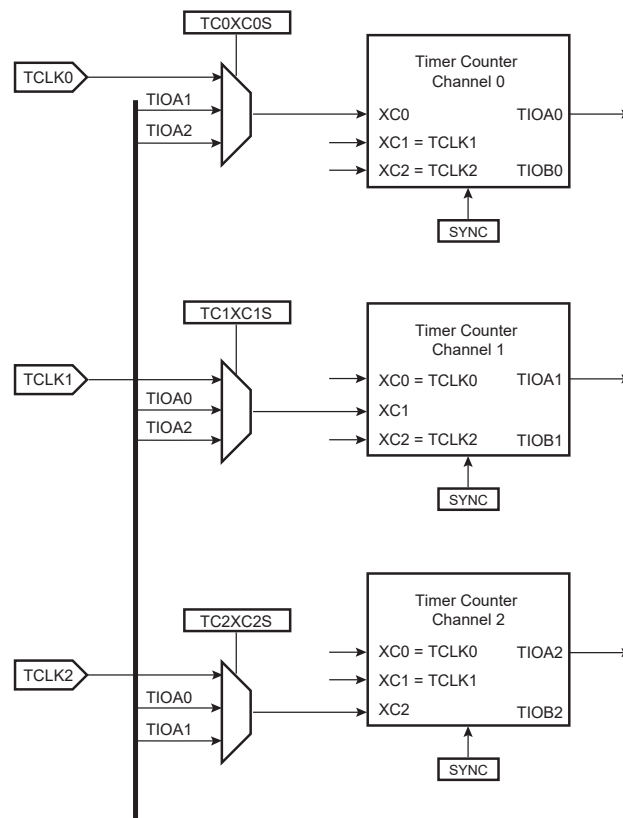 TC0XC0S
TCLK0
TIOA1
TIOA2
Timer Counter
Channel 0
XC0
TIOA0
XC1 = TCLK1
XC2 = TCLK2
TIOB0
SYNC
TC1XC1S
TCLK1
TIOA0
TIOA2
Timer Counter
Channel 1
XC0 = TCLK0
TIOA1
XC1
XC2 = TCLK2
TIOB1
SYNC
TC2XC2S
TCLK2
TIOA0
TIOA1
Timer Counter
Channel 2
XC0 = TCLK0
TIOA2
XC1 = TCLK1
XC2
TIOB2
SYNC